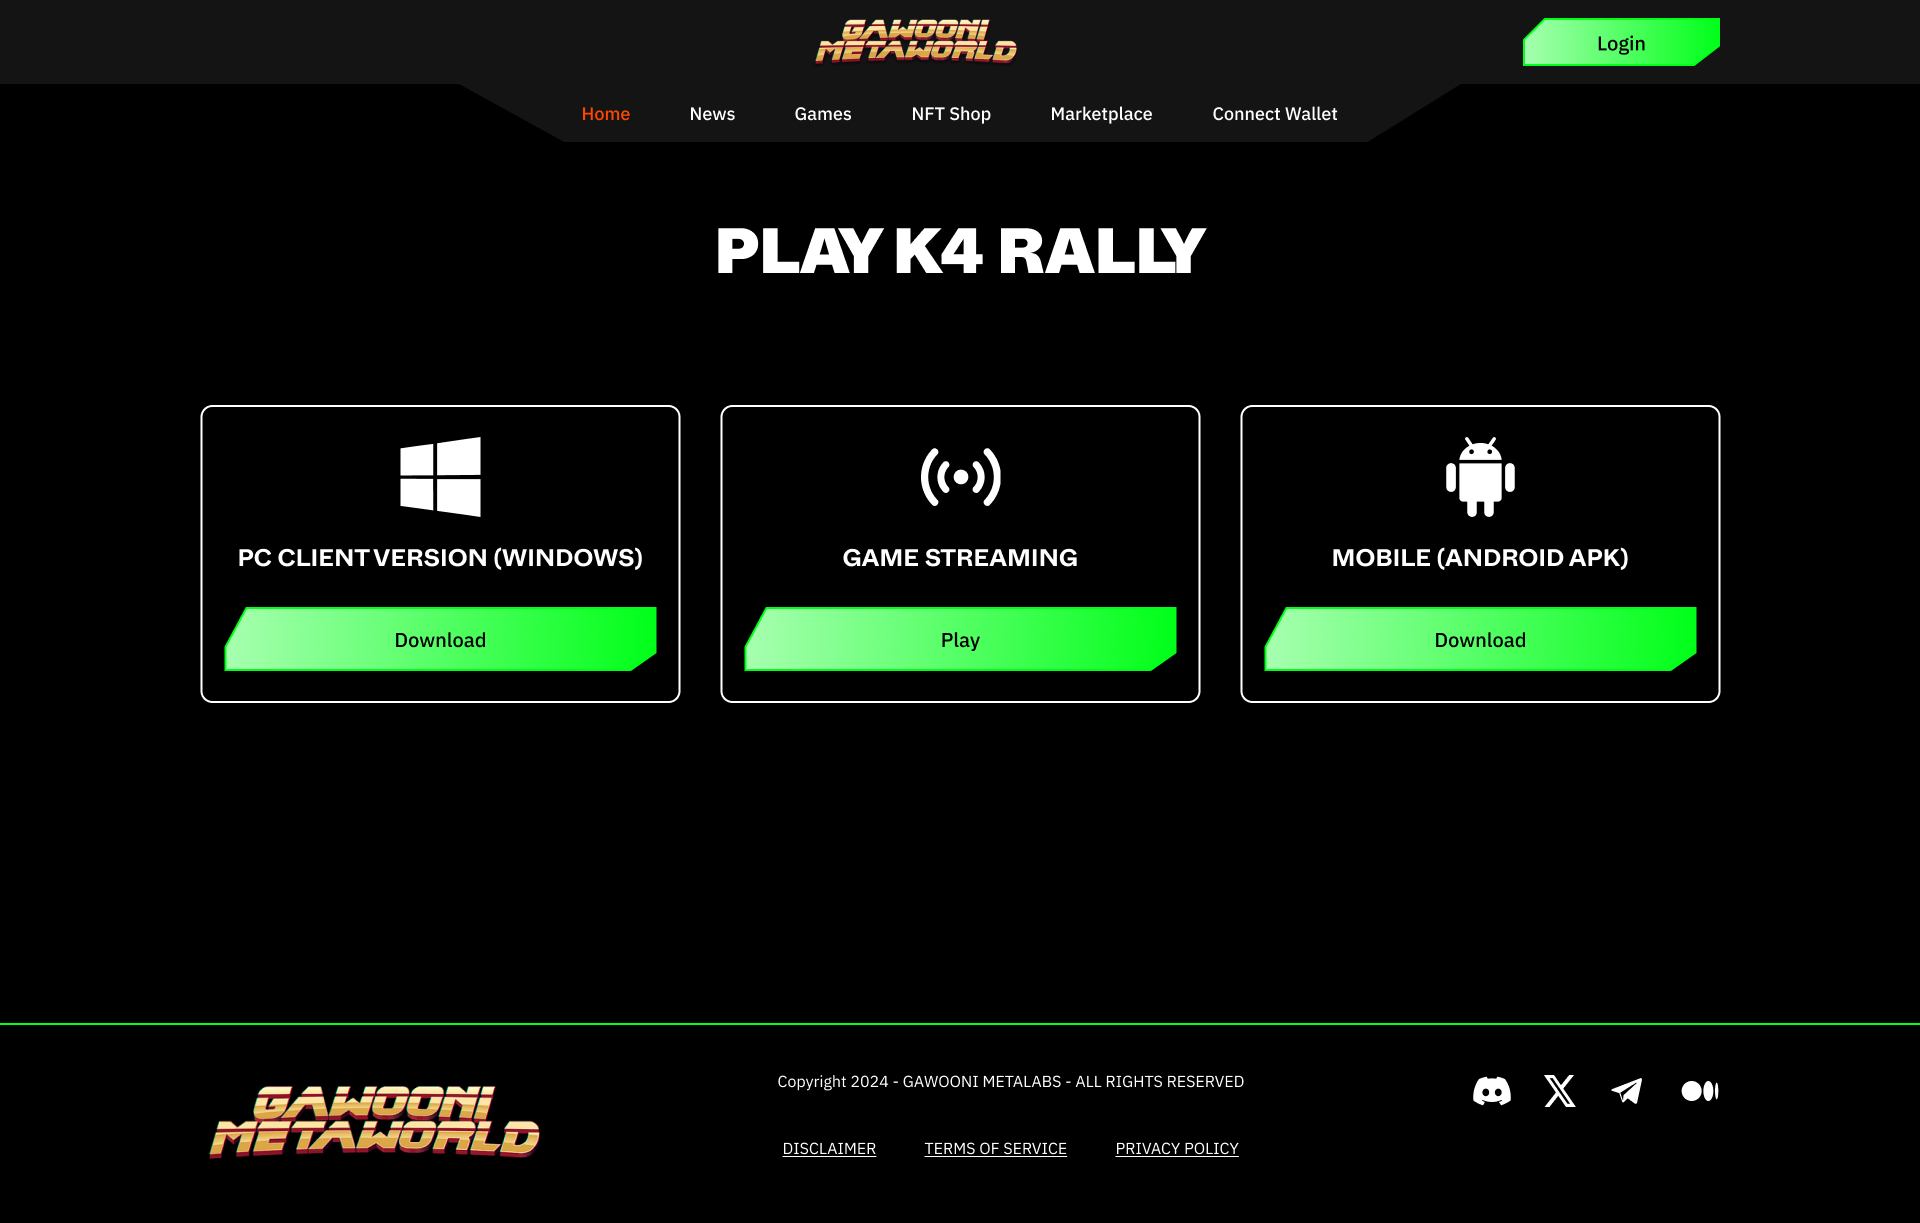 GAWOONI
METAWORLD
Login
Home News Games NFT Shop Marketplace Connect Wallet
PLAY K4 RALLY
PC CLIENT VERSION (WINDOWS)
Download
GAME STREAMING
Play
MOBILE (ANDROID APK)
Download
GAWOONI
METAWORLD
Copyright 2024 - GAWOONI METALABS - ALL RIGHTS RESERVED
DISCLAIMER TERMS OF SERVICE PRIVACY POLICY